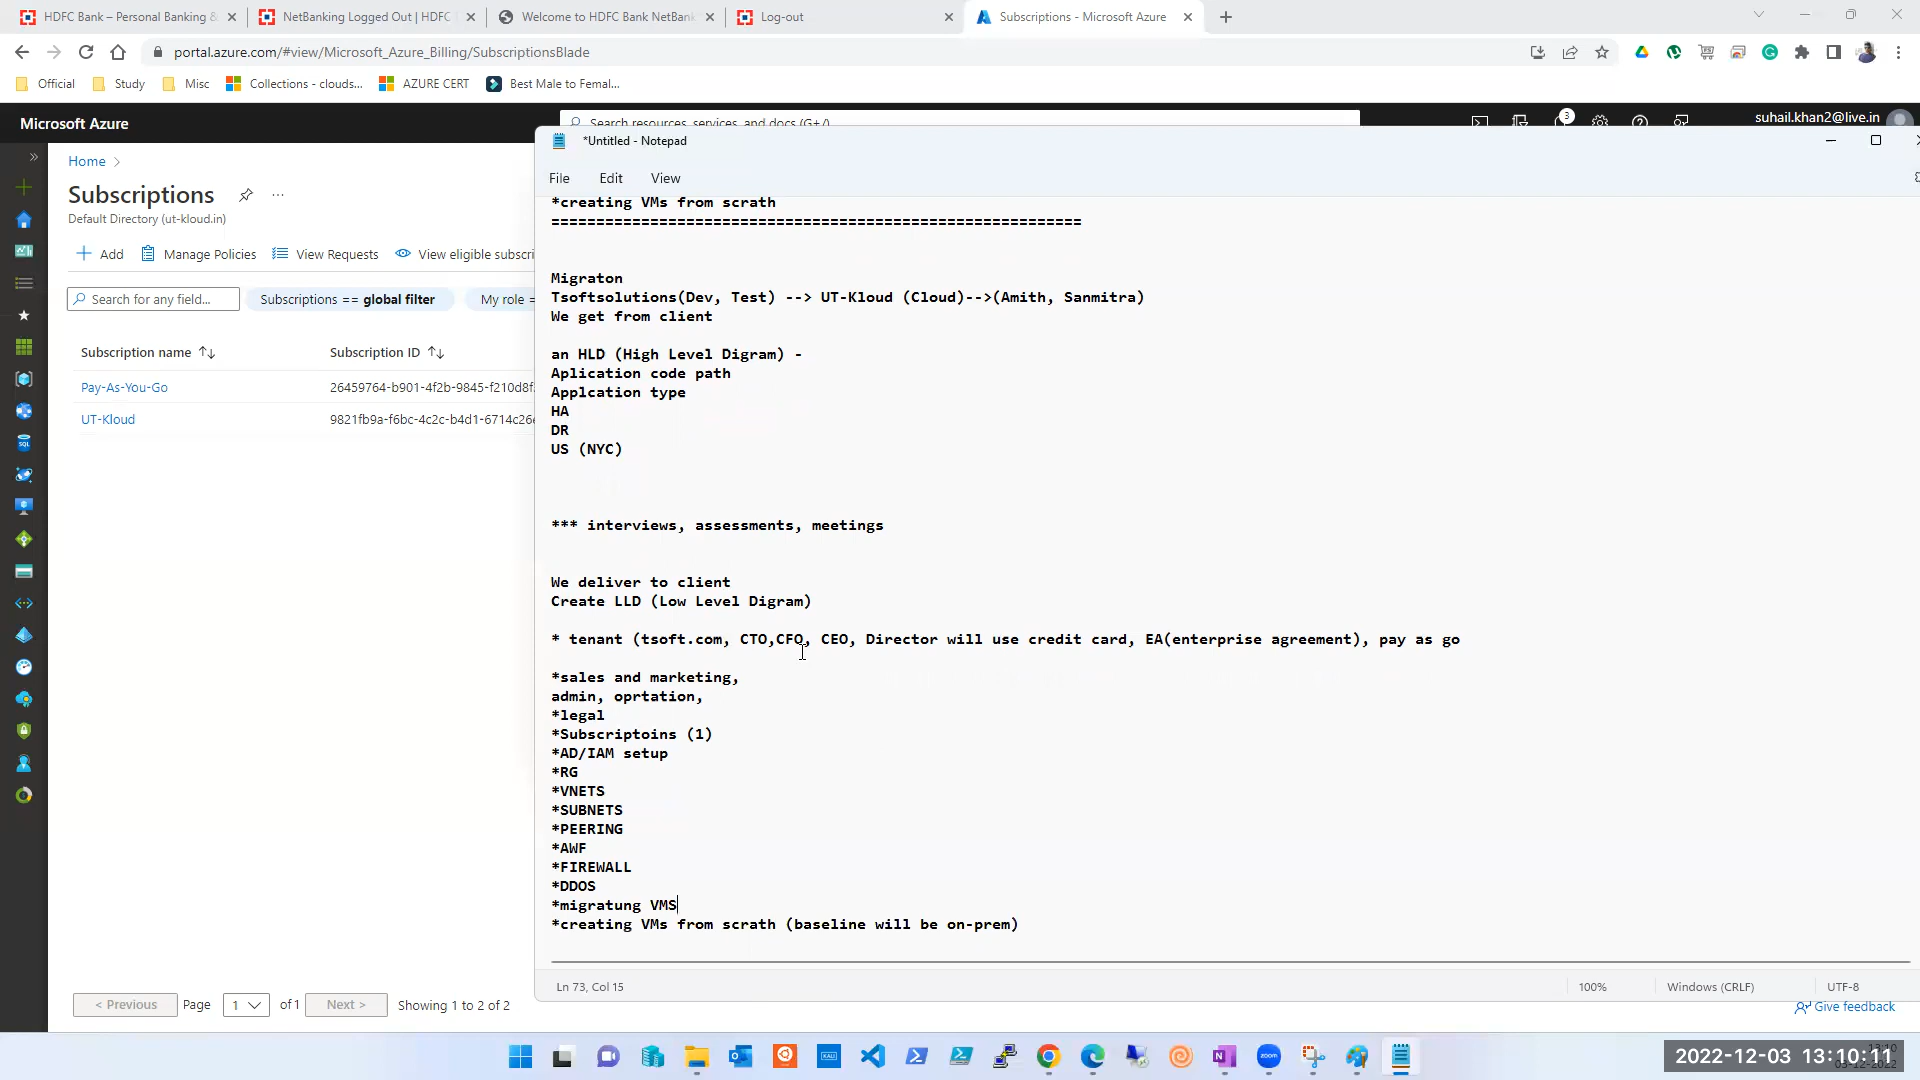 HDFC Bank – Personal Banking &
NetBanking Logged Out | HDFC
Welcome to HDFC Bank NetBank
Log-out
Subscriptions - Microsoft Azure
portal.azure.com/#view/Microsoft_Azure_Billing/SubscriptionsBlade
Official
Study
Misc
Collections - clouds...
AZURE CERT
Best Male to Femal...
Microsoft Azure
Search resources, services, and docs (G+/)
3
suhail.khan2@live.in
*Untitled - Notepad
Home
Subscriptions
Default Directory (ut-kloud.in)
Add
Manage Policies
View Requests
View eligible subscri
Search for any field...
Subscriptions == global filter
My role =
Subscription name
Subscription ID
Pay-As-You-Go
26459764-b901-4f2b-9845-f210d8f
UT-Kloud
9821fb9a-f6bc-4c2c-b4d1-6714c26e
< Previous
Page
1
of 1
Next >
Showing 1 to 2 of 2
File
Edit
View
*creating VMs from scrath
===========================================================
Migraton
Tsoftsolutions(Dev, Test) --> UT-Kloud (Cloud)-->(Amith, Sanmitra)
We get from client
an HLD (High Level Digram) -
Aplication code path
Applcation type
HA
DR
US (NYC)
*** interviews, assessments, meetings
We deliver to client
Create LLD (Low Level Digram)
* tenant (tsoft.com, CTO,CFO, CEO, Director will use credit card, EA(enterprise agreement), pay as go
*sales and marketing,
admin, oprtation,
*legal
*Subscriptoins (1)
*AD/IAM setup
*RG
*VNETS
*SUBNETS
*PEERING
*AWF
*FIREWALL
*DDOS
*migratung VMS
*creating VMs from scrath (baseline will be on-prem)
Ln 73, Col 15
100%
Windows (CRLF)
UTF-8
Give feedback
2022-12-03 13:10:11